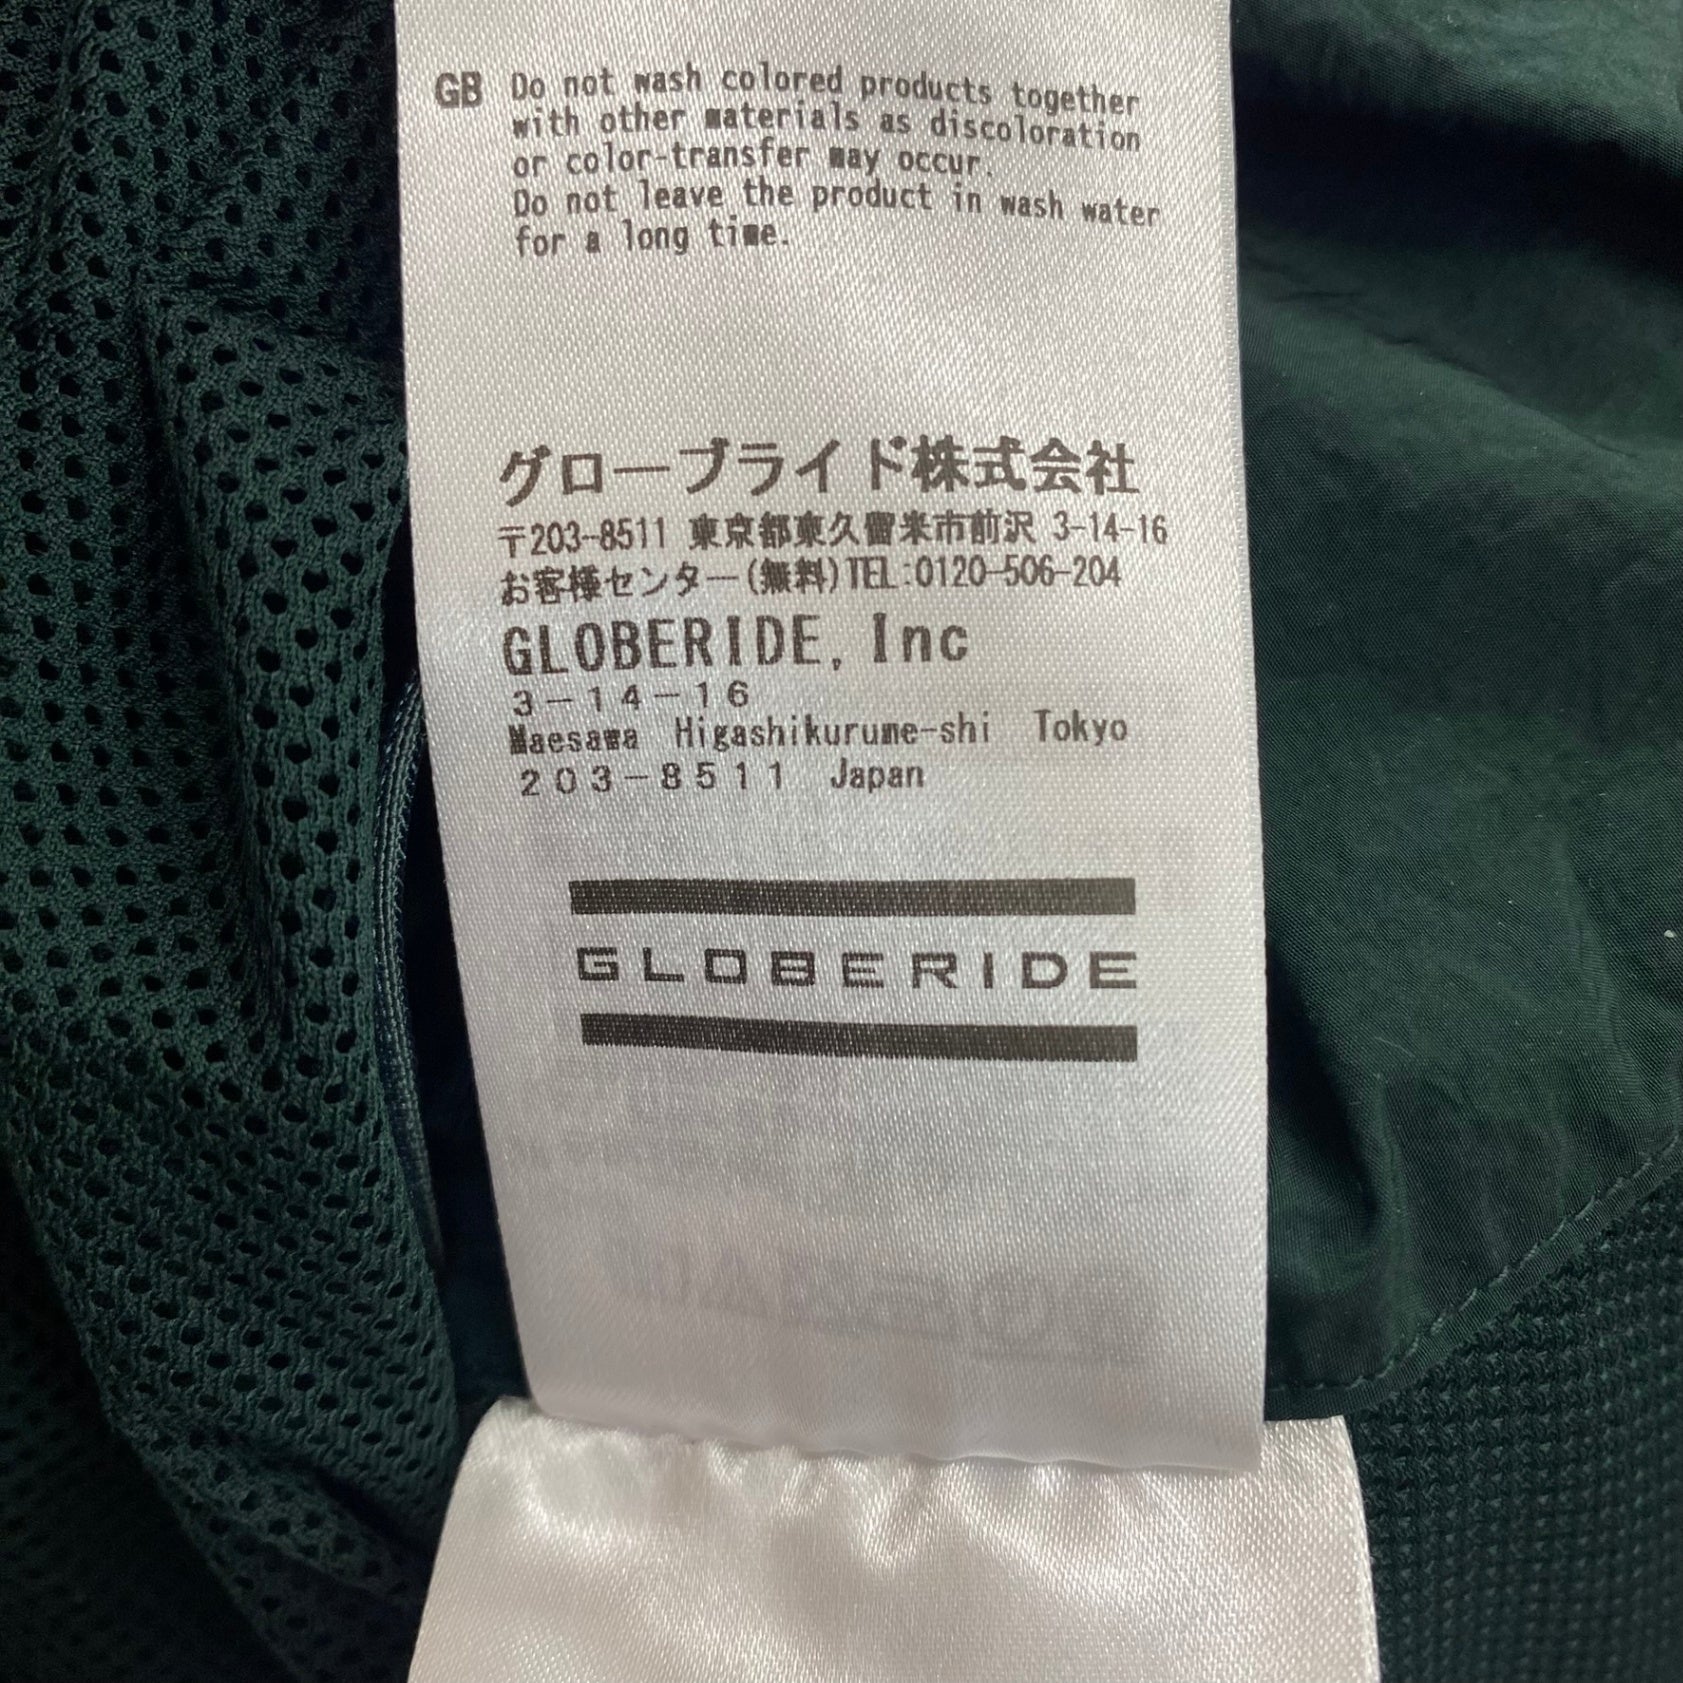 GB Do not wash colored products together
with other materials as discoloration
or color-transfer may occur.
Do not leave the product in wash water
for a long time.
グローブライド株式会社
〒203-8511 東京都東久留米市前沢 3-14-16
お客様センター(無料)TEL:0120-506-204
GLOBERIDE, Inc
3-14-16
Maesawa Higashikurume-shi Tokyo
203-8511 Japan
GLOBERIDE